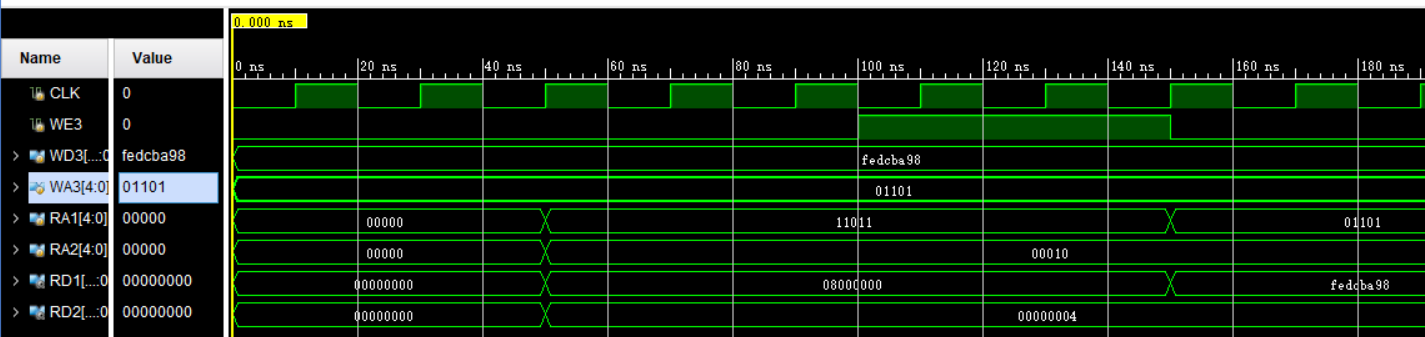 0.000 ns
Name Value
0 ns 20 ns 40 ns 60 ns 80 ns 100 ns 120 ns 140 ns 160 ns 180 ns
CLK 0
WE3 0
WD3[...:0 fedcba98 fedcba98
WA3[4:0] 01101 01101
RA1[4:0] 00000 00000 11011 01101
RA2[4:0] 00000 00000 00010
RD1[...:0 00000000 00000000 08000000 fedcba98
RD2[...:0 00000000 00000000 00000004